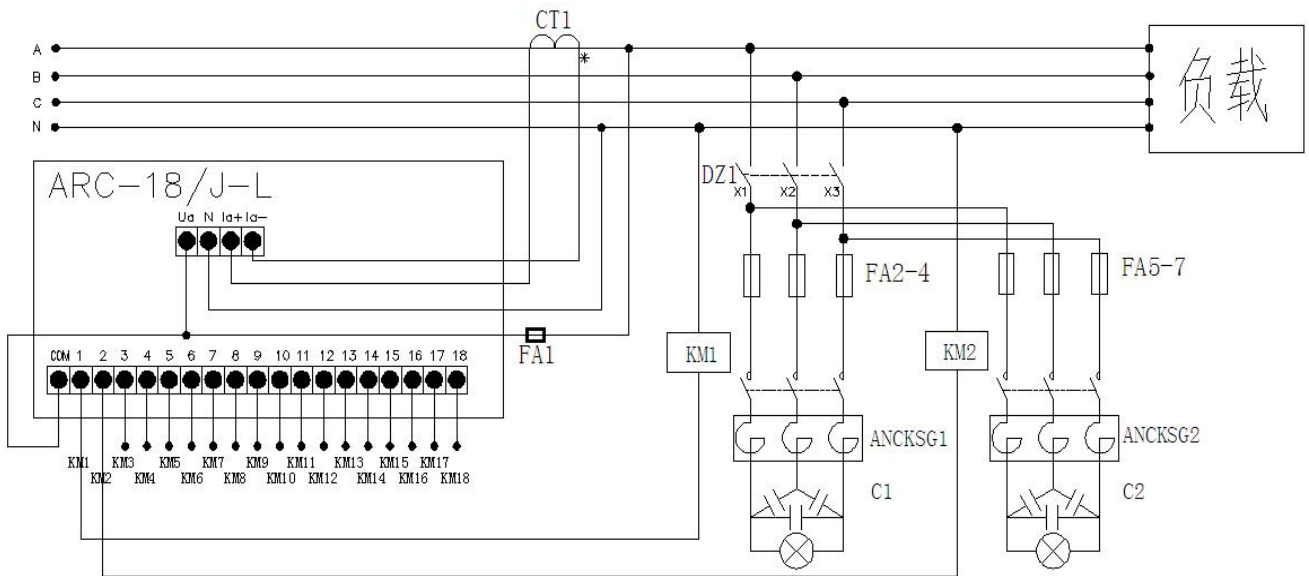 CT1
*
A
B
C
N
负载
ARC-18/J-L
Ua N Ia+ Ia-
DZ1
X1 X2 X3
FA2-4
FA5-7
FA1
KM1
KM2
COM 1 2 3 4 5 6 7 8 9 10 11 12 13 14 15 16 17 18
KM1 KM3 KM5 KM7 KM9 KM11 KM13 KM15 KM17
KM2 KM4 KM6 KM8 KM10 KM12 KM14 KM16 KM18
ANCKSG1
ANCKSG2
C1
C2